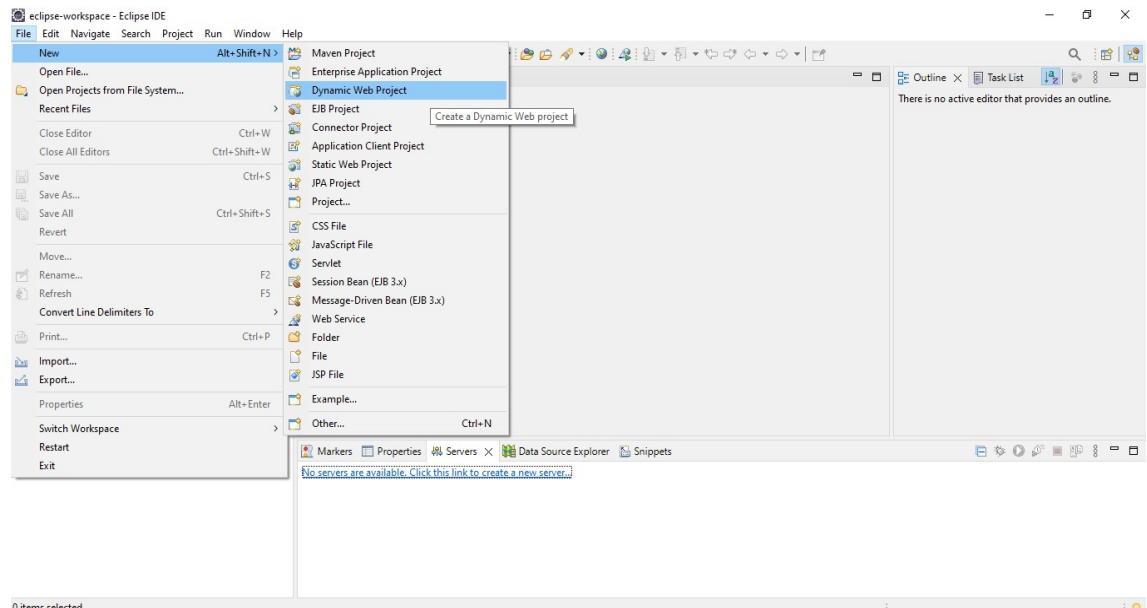 eclipse-workspace - Eclipse IDE
File Edit Navigate Search Project Run Window Help
New Alt+Shift+N >
Open File...
Open Projects from File System...
Recent Files >
Close Editor Ctrl+W
Close All Editors Ctrl+Shift+W
Save Ctrl+S
Save As...
Save All Ctrl+Shift+S
Revert
Move...
Rename... F2
Refresh F5
Convert Line Delimiters To >
Print... Ctrl+P
Import...
Export...
Properties Alt+Enter
Switch Workspace >
Restart
Exit
Maven Project
Enterprise Application Project
Dynamic Web Project
EJB Project
Create a Dynamic Web project
Connector Project
Application Client Project
Static Web Project
JPA Project
Project...
CSS File
JavaScript File
Servlet
Session Bean (EJB 3.x)
Message-Driven Bean (EJB 3.x)
Web Service
Folder
File
JSP File
Example...
Other... Ctrl+N
Outline Task List
There is no active editor that provides an outline.
Markers Properties Servers Data Source Explorer Snippets
No servers are available. Click this link to create a new server...
0 items selected